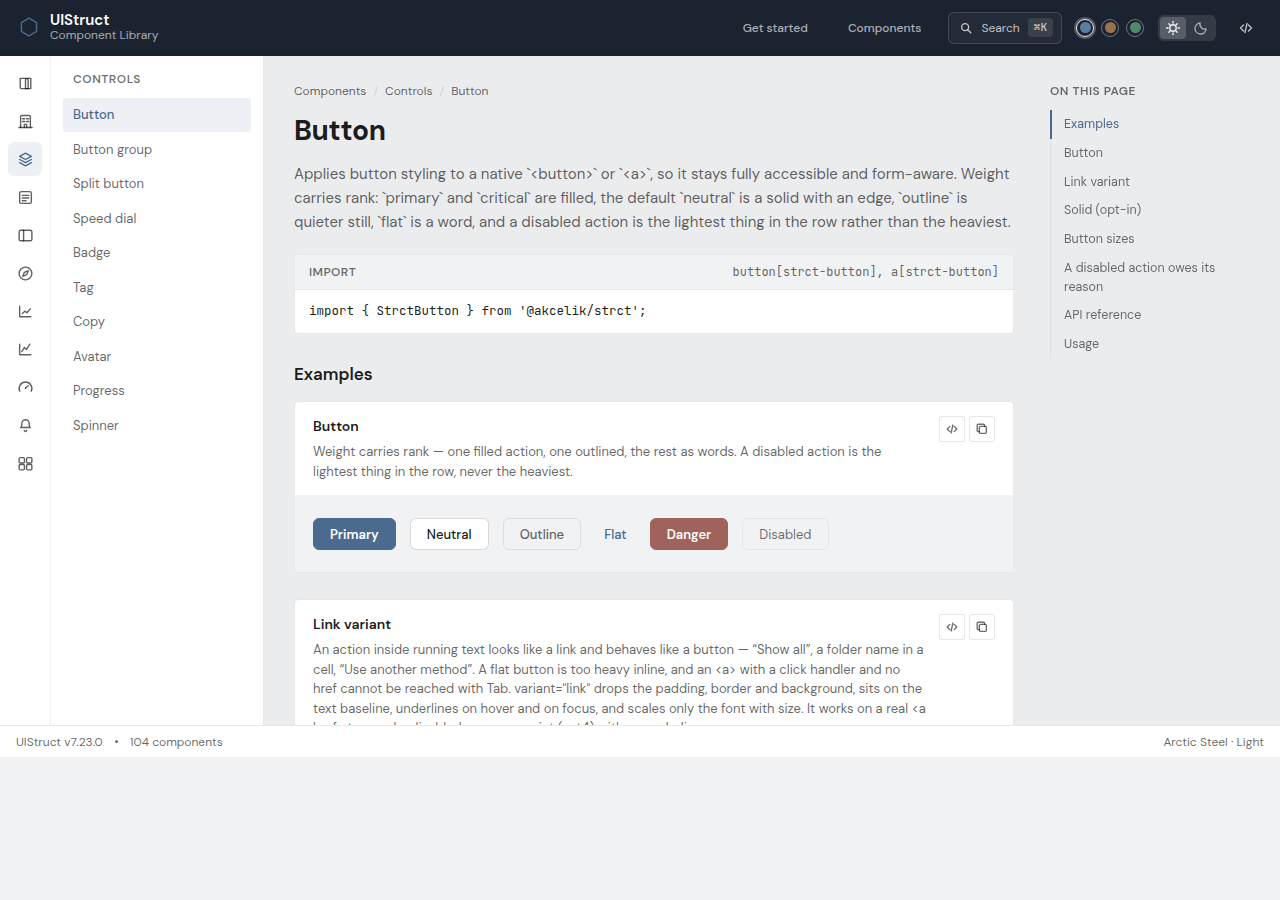 UIStruct
Component Library
Get started
Components
Search ⌘K
CONTROLS
Button
Button group
Split button
Speed dial
Badge
Tag
Copy
Avatar
Progress
Spinner
Components / Controls / Button
Button
Applies button styling to a native `<button>` or `<a>`, so it stays fully accessible and form-aware. Weight
carries rank: `primary` and `critical` are filled, the default `neutral` is a solid with an edge, `outline` is
quieter still, `flat` is a word, and a disabled action is the lightest thing in the row rather than the heaviest.
IMPORT
button[strct-button], a[strct-button]
import { StrctButton } from '@akcelik/strct';
Examples
Button
Weight carries rank — one filled action, one outlined, the rest as words. A disabled action is the
lightest thing in the row, never the heaviest.
Primary
Neutral
Outline
Flat
Danger
Disabled
Link variant
An action inside running text looks like a link and behaves like a button — “Show all”, a folder name in a
cell, “Use another method”. A flat button is too heavy inline, and an <a> with a click handler and no
href cannot be reached with Tab. variant="link" drops the padding, border and background, sits on the
text baseline, underlines on hover and on focus, and scales only the font with size. It works on a real <a
ON THIS PAGE
Examples
Button
Link variant
Solid (opt-in)
Button sizes
A disabled action owes its
reason
API reference
Usage
UIStruct v7.23.0 • 104 components
Arctic Steel · Light